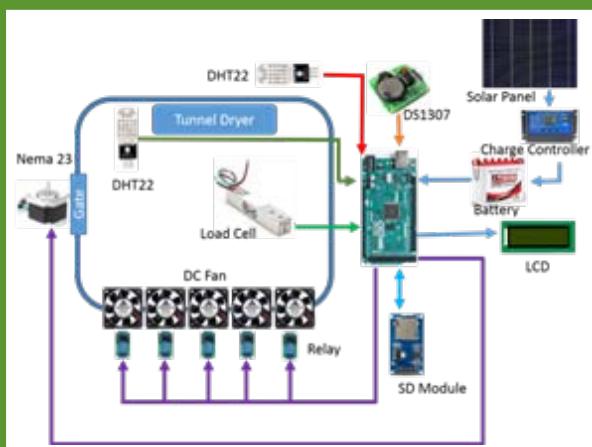 DHT22
DS1307
Solar Panel
Tunnel Dryer
Charge Controller
Nema 23
DHT22
Gate
Battery
Load Cell
LCD
DC Fan
Relay
SD Module